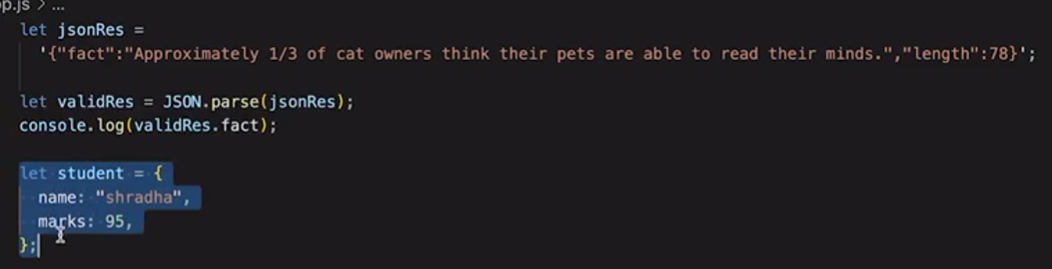 p.js > ...
let jsonRes =
'{"fact":"Approximately 1/3 of cat owners think their pets are able to read their minds.","length":78}';
let validRes = JSON.parse(jsonRes);
console.log(validRes.fact);
let student = {
name: "shradha",
marks: 95,
};